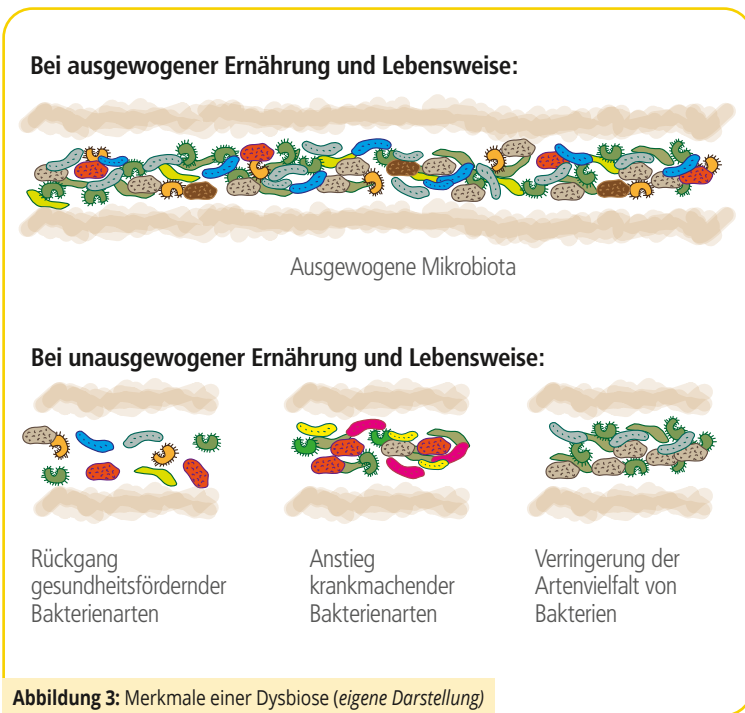 Bei ausgewogener Ernährung und Lebensweise:
Ausgewogene Mikrobiota
Bei unausgewogener Ernährung und Lebensweise:
Rückgang
gesundheitsfördernder
Bakterienarten
Anstieg
krankmachender
Bakterienarten
Verringerung der
Artenvielfalt von
Bakterien
Abbildung 3: Merkmale einer Dysbiose (eigene Darstellung)